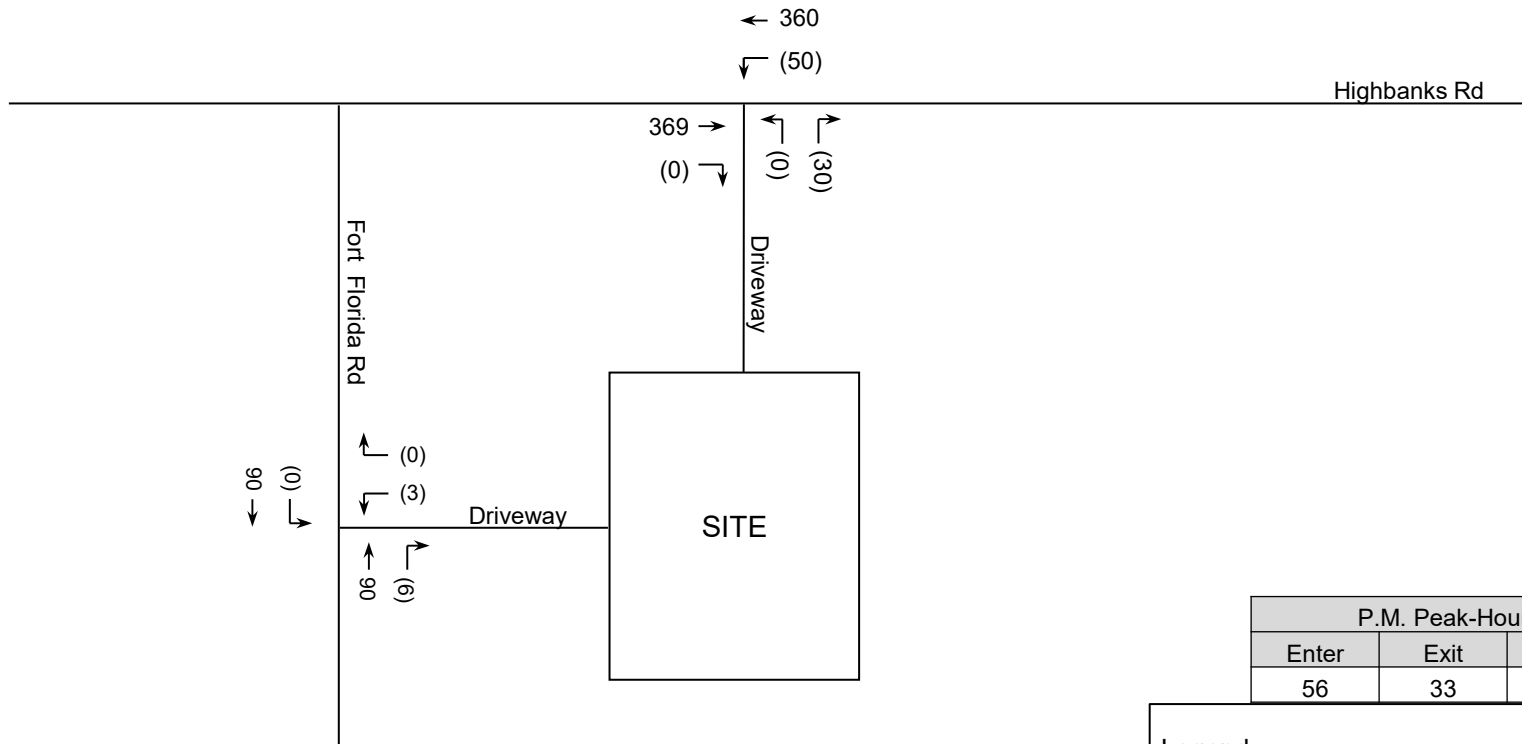 360
(50)
Highbanks Rd
369
(0)
(0)
(30)
Fort Florida Rd
Driveway
(0)
90
(0)
(3)
Driveway
SITE
90
(6)
P.M. Peak-Hou
Enter Exit
56 33